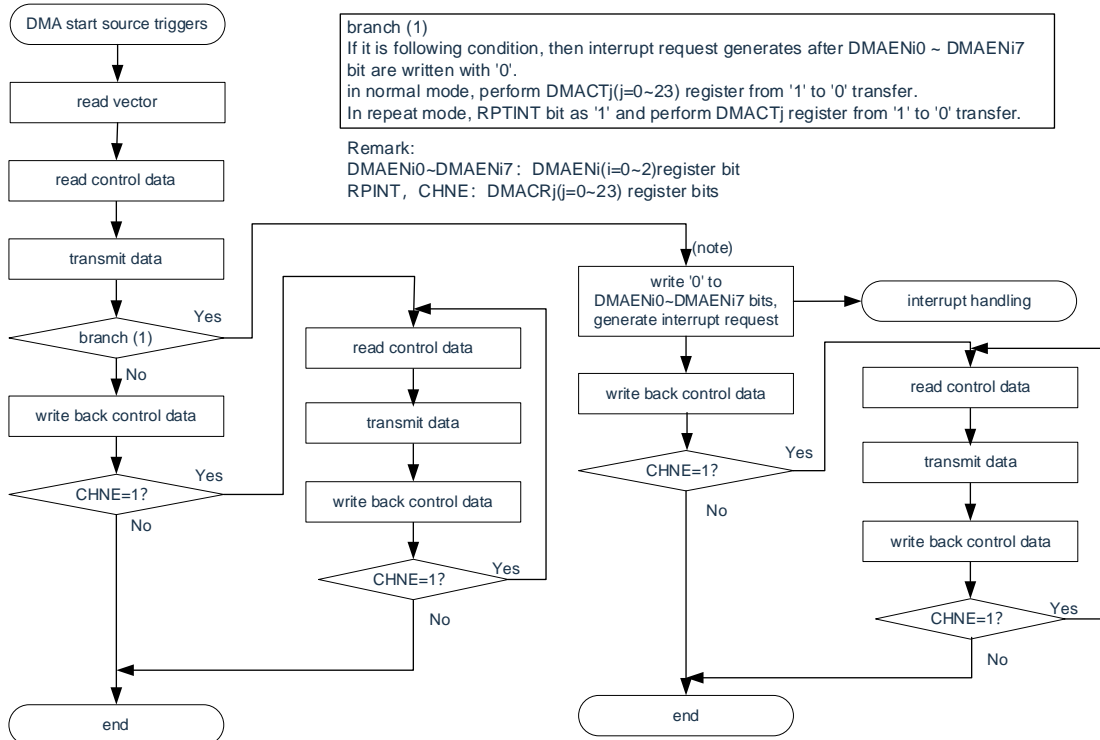 DMA start source triggers
read vector
read control data
transmit data
branch (1)
Yes
No
write back control data
CHNE=1?
Yes
No
end
read control data
transmit data
write back control data
CHNE=1?
Yes
No
branch (1)
If it is following condition, then interrupt request generates after DMAENi0 ~ DMAENi7
bit are written with '0'.
in normal mode, perform DMACTj(j=0~23) register from '1' to '0' transfer.
In repeat mode, RPTINT bit as '1' and perform DMACTj register from '1' to '0' transfer.
Remark:
DMAENi0~DMAENi7： DMAENi(i=0~2)register bit
RPINT，CHNE： DMACRj(j=0~23) register bits
(note)
write '0' to
DMAENi0~DMAENi7 bits,
generate interrupt request
interrupt handling
write back control data
CHNE=1?
Yes
No
end
read control data
transmit data
write back control data
CHNE=1?
Yes
No